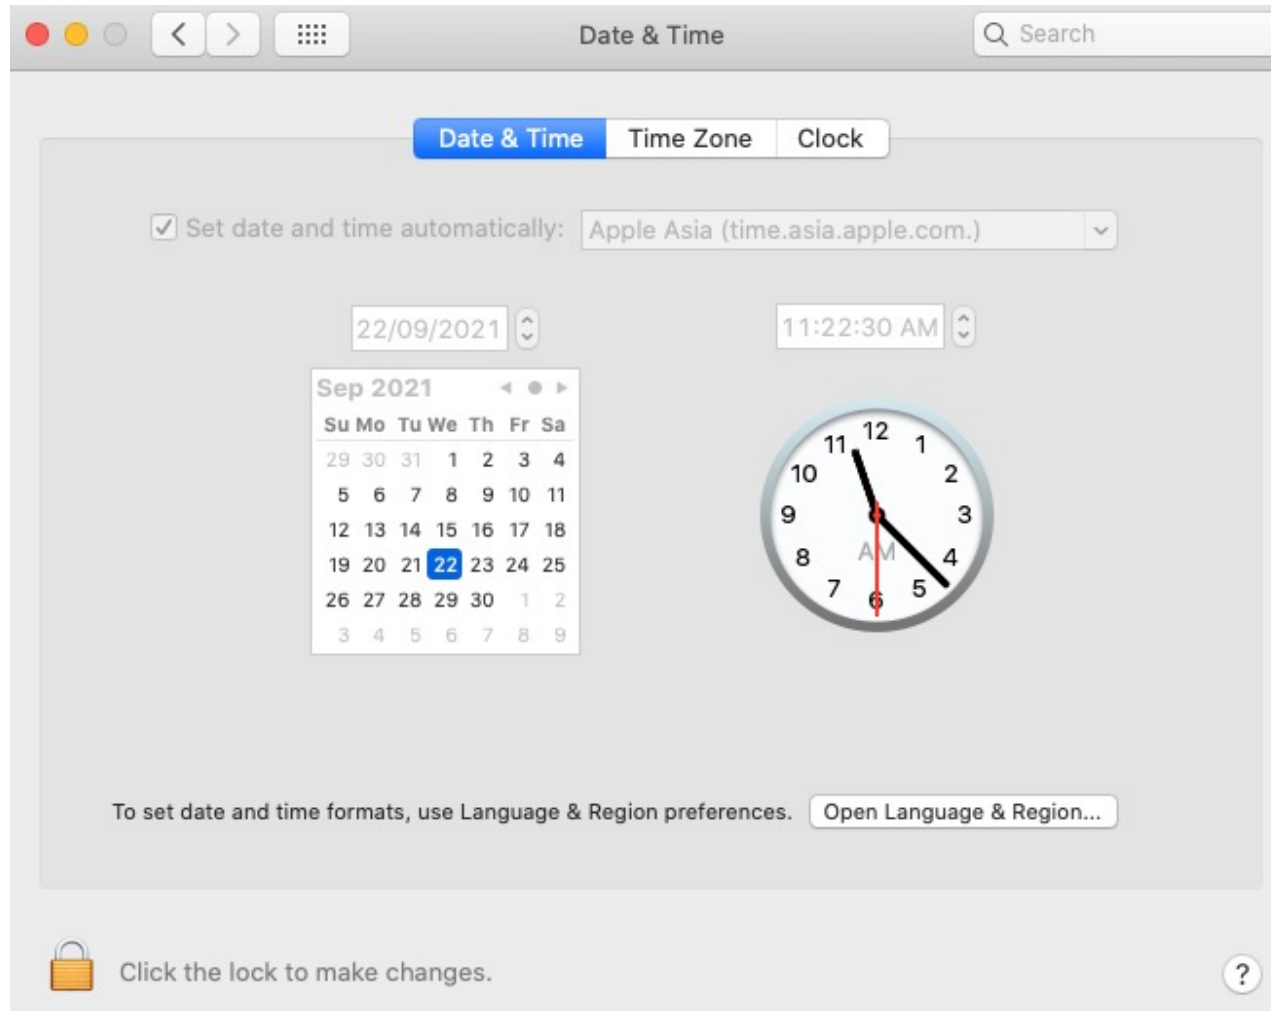 Date & Time
Search
Date & Time Time Zone Clock
Set date and time automatically: Apple Asia (time.asia.apple.com.)
22/09/2021 11:22:30 AM
Sep 2021
Su Mo Tu We Th Fr Sa
29 30 31 1 2 3 4
5 6 7 8 9 10 11
12 13 14 15 16 17 18
19 20 21 22 23 24 25
26 27 28 29 30 1 2
3 4 5 6 7 8 9
12
11 1
10 2
9 3
AM
8 4
7 5
6
To set date and time formats, use Language & Region preferences. Open Language & Region...
Click the lock to make changes. ?